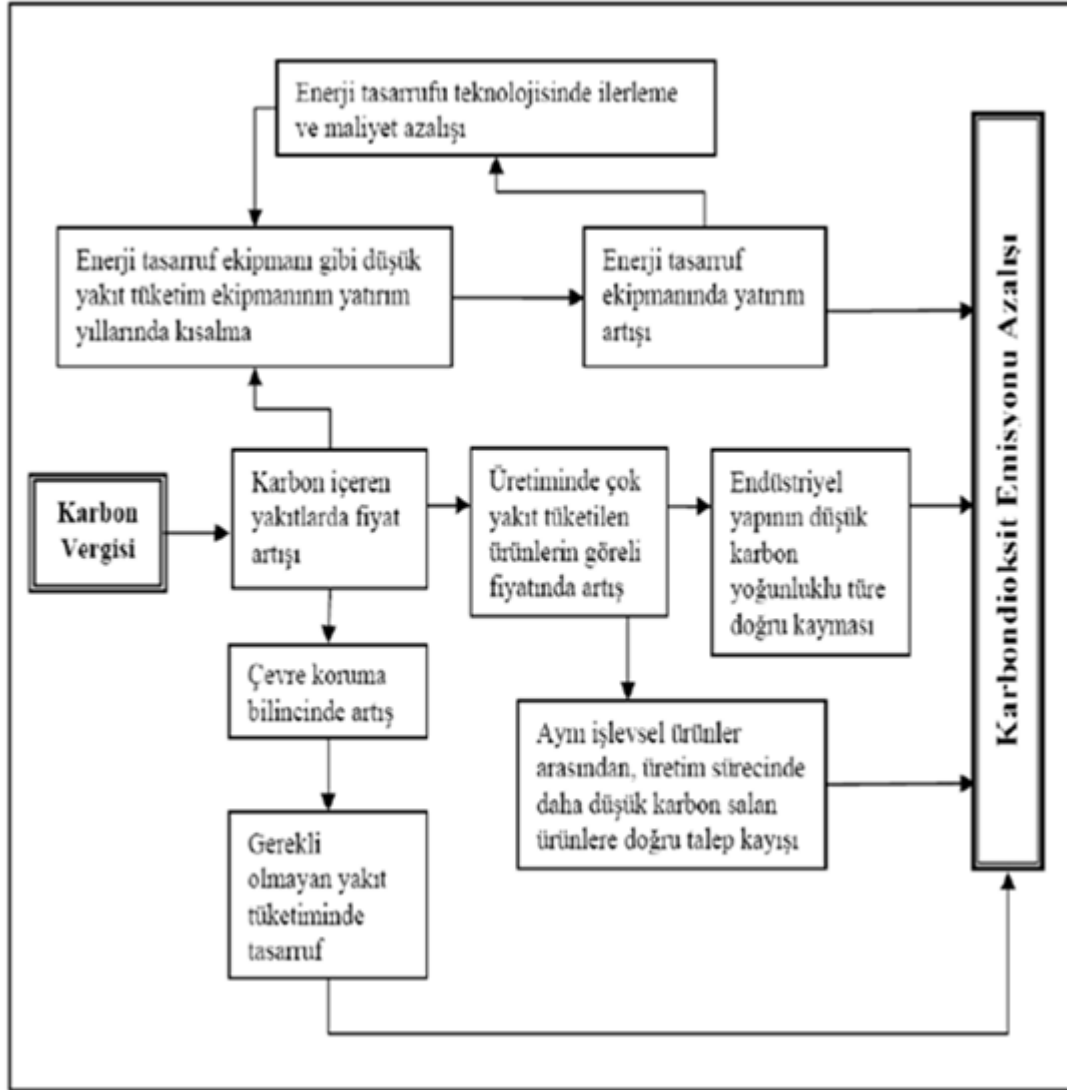 Enerji tasarrufu teknolojisinde ilerleme
ve maliyet azalışı
Enerji tasarruf ekipmanı gibi düşük
yakıt tüketim ekipmanının yatırım
yıllarında kısalma
Enerji tasarruf
ekipmanında yatırım
artışı
Karbon
Vergisi
Karbon içeren
yakıtlarda fiyat
artışı
Üretiminde çok
yakıt tüketilen
ürünlerin göreli
fiyatında artış
Endüstriyel
yapının düşük
karbon
yoğunluklu türe
doğru kayması
Çevre koruma
bilincinde artış
Aynı işlevsel ürünler
arasından, üretim sürecinde
daha düşük karbon salan
ürünlere doğru talep kayışı
Gerekli
olmayan yakıt
tüketiminde
tasarruf
Karbondioksit Emisyonu Azalışı